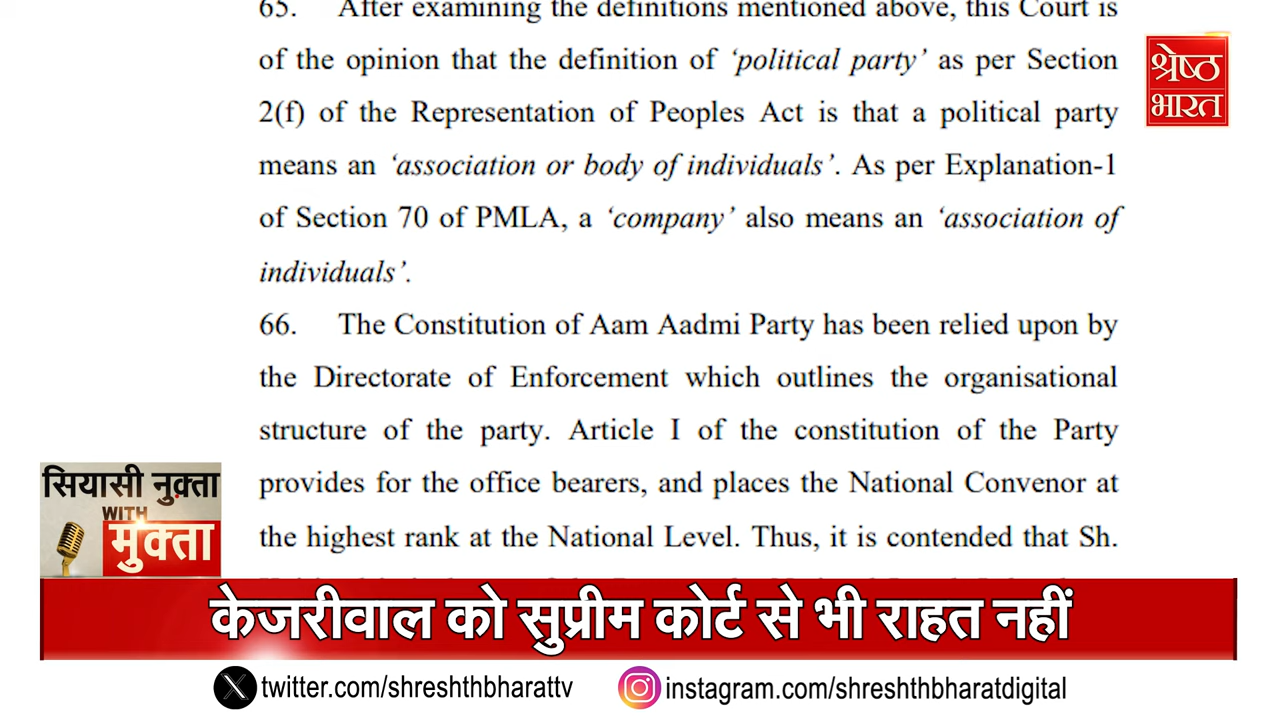 65. After examining the definitions mentioned above, this Court is
of the opinion that the definition of ‘political party’ as per Section
2(f) of the Representation of Peoples Act is that a political party
means an ‘association or body of individuals’. As per Explanation-1
of Section 70 of PMLA, a ‘company’ also means an ‘association of
individuals’.
66. The Constitution of Aam Aadmi Party has been relied upon by
the Directorate of Enforcement which outlines the organisational
structure of the party. Article I of the constitution of the Party
provides for the office bearers, and places the National Convenor at
the highest rank at the National Level. Thus, it is contended that Sh.
श्रेष्ठ
भारत
सियासी नुक़्ता
WITH
मुक्ता
केजरीवाल को सुप्रीम कोर्ट से भी राहत नहीं
twitter.com/shreshthbharattv
instagram.com/shreshthbharatdigital